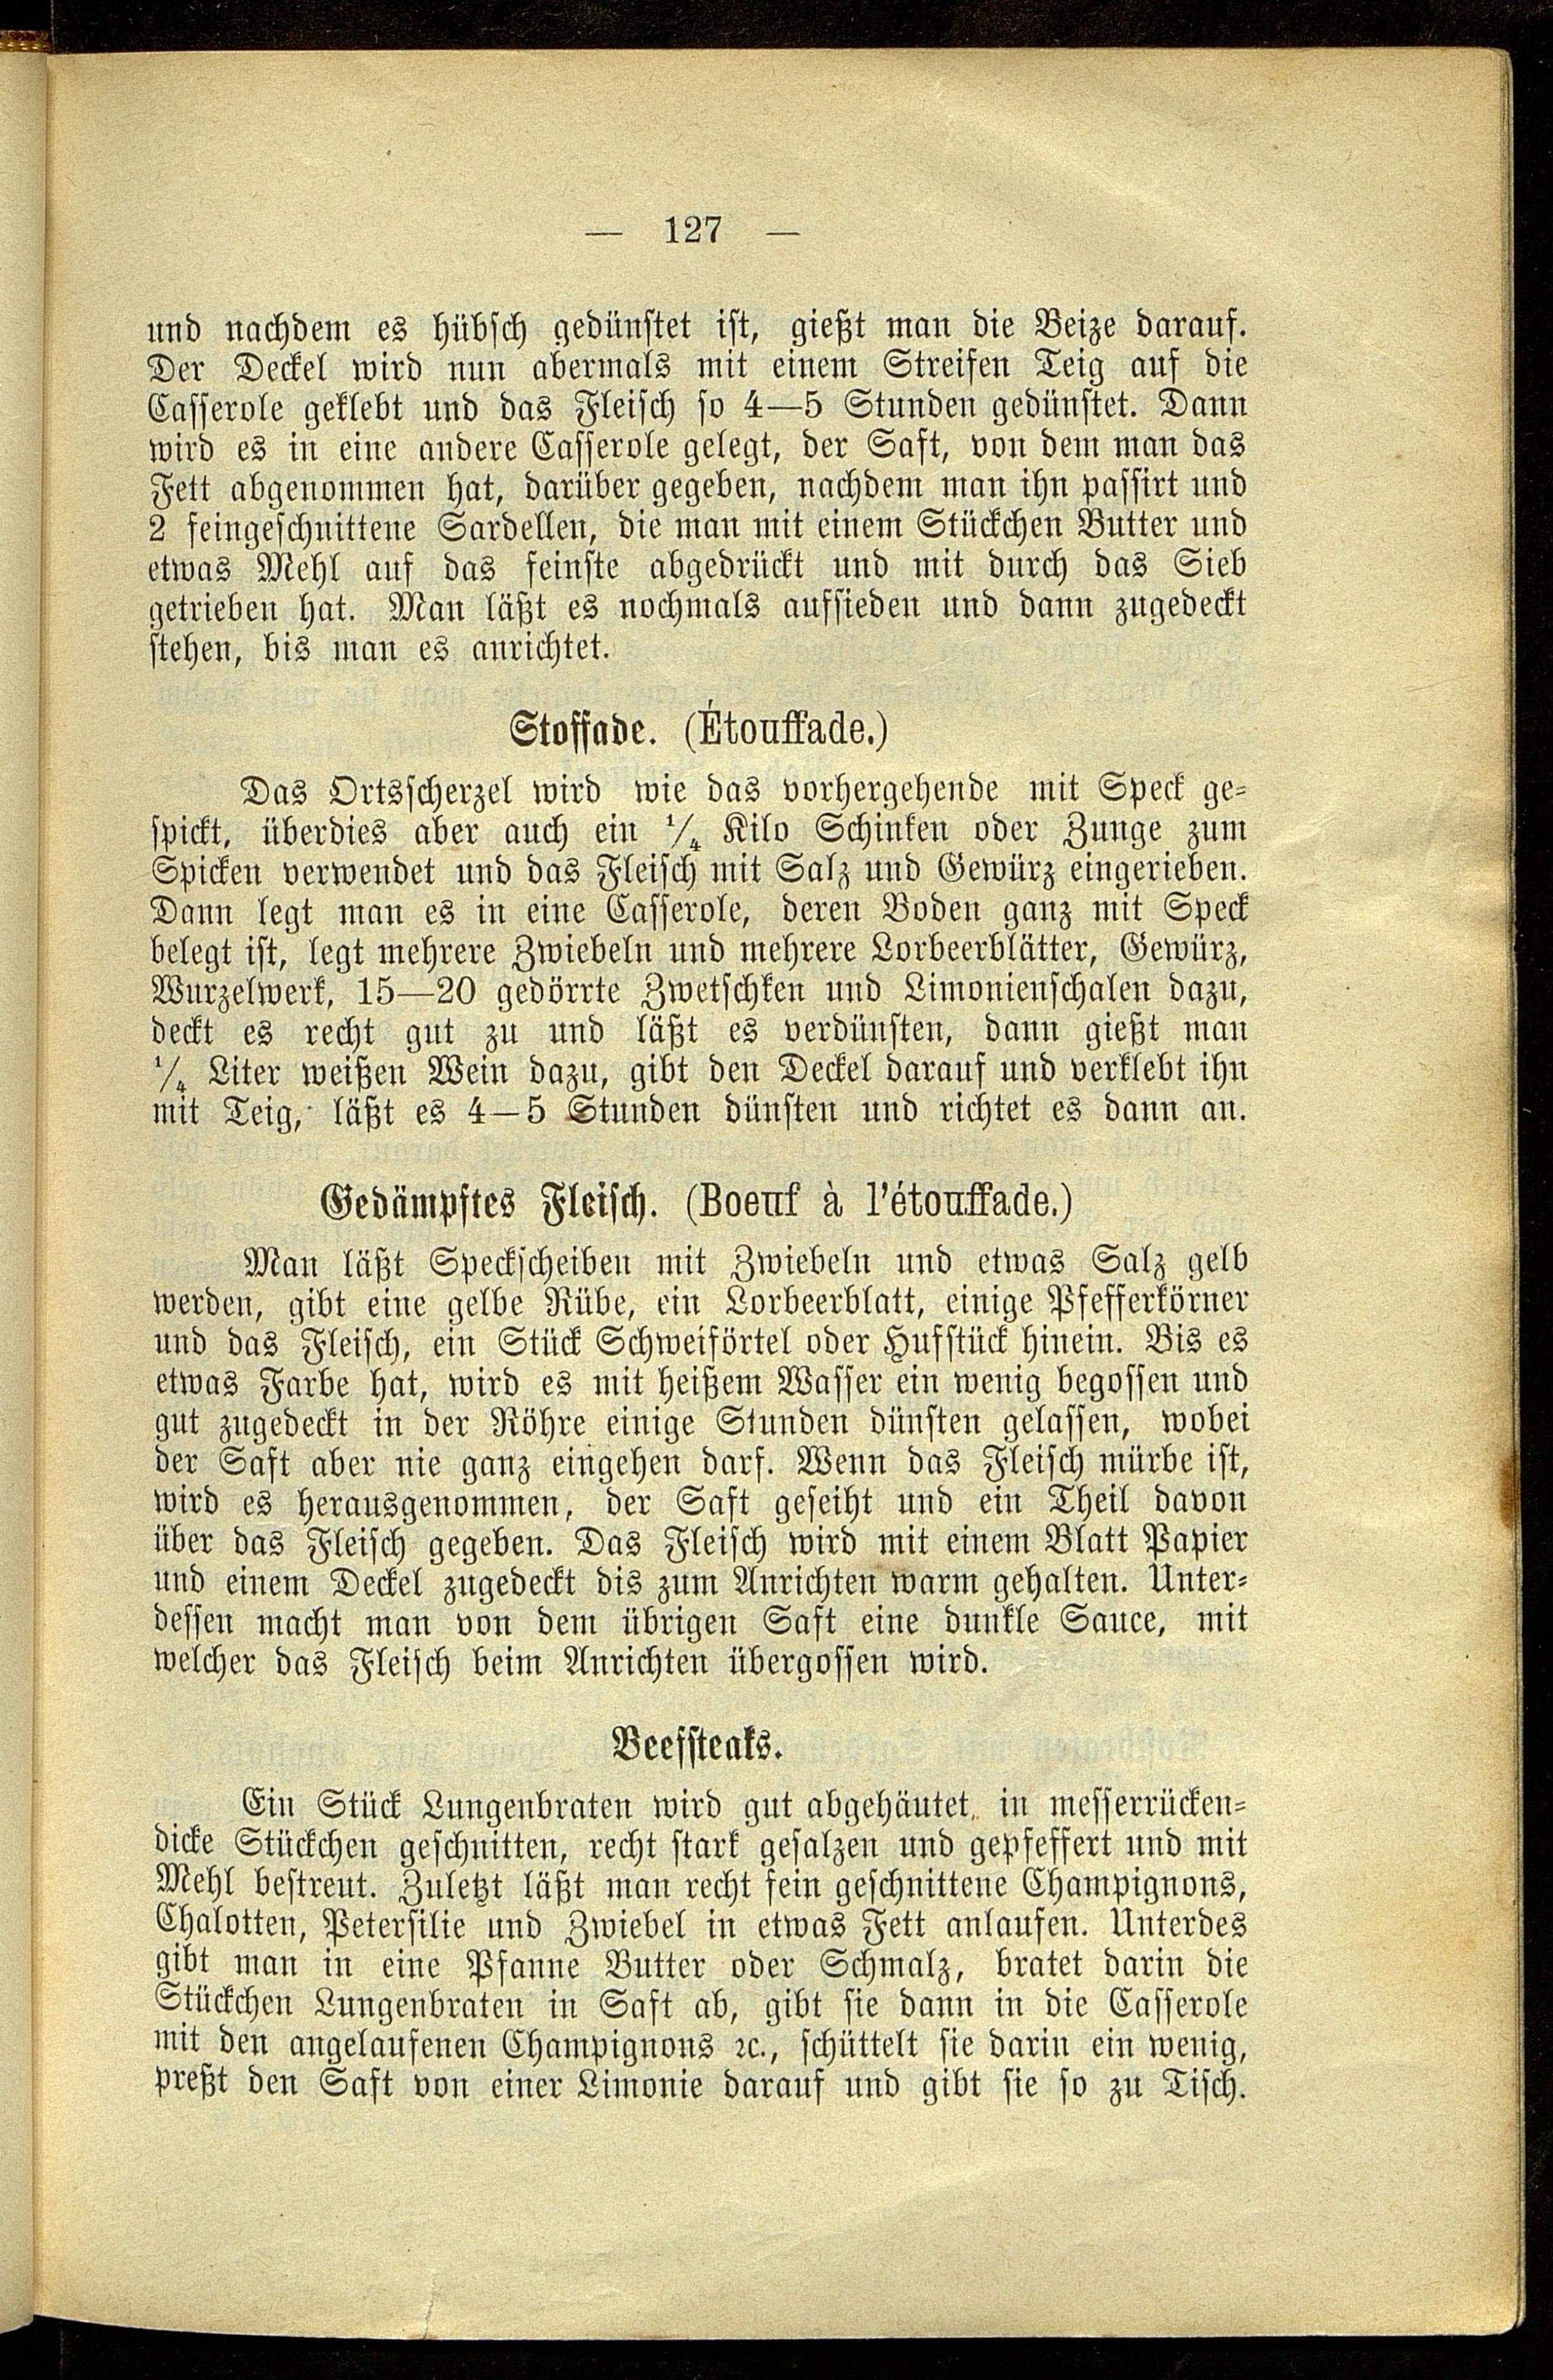 — 127 —
und nachdem es hübsch gedünstet ist, gießt man die Beize darauf.
Der Deckel wird nun abermals mit einem Streifen Teig auf die
Casserole geklebt und das Fleisch so 4—5 Stunden gedünstet. Dann
wird es in eine andere Casserole gelegt, der Saft, von dem man das
Fett abgenommen hat, darüber gegeben, nachdem man ihn passirt und
2 feingeschnittene Sardellen, die man mit einem Stückchen Butter und
etwas Mehl auf das feinste abgedrückt und mit durch das Sieb
getrieben hat. Man läßt es nochmals aufsieden und dann zugedeckt
stehen, bis man es anrichtet.
Stoffade. (Étouffade.)
Das Ortsscherzel wird wie das vorhergehende mit Speck ge-
spickt, überdies aber auch ein 1/4 Kilo Schinken oder Zunge zum
Spicken verwendet und das Fleisch mit Salz und Gewürz eingerieben.
Dann legt man es in eine Casserole, deren Boden ganz mit Speck
belegt ist, legt mehrere Zwiebeln und mehrere Lorbeerblätter, Gewürz,
Wurzelwerk, 15—20 gedörrte Zwetschken und Limonienschalen dazu,
deckt es recht gut zu und läßt es verdünsten, dann gießt man
1/4 Liter weißen Wein dazu, gibt den Deckel darauf und verklebt ihn
mit Teig, läßt es 4—5 Stunden dünsten und richtet es dann an.
Gedämpftes Fleisch. (Boeuf à l'étouffade.)
Man läßt Speckscheiben mit Zwiebeln und etwas Salz gelb
werden, gibt eine gelbe Rübe, ein Lorbeerblatt, einige Pfefferkörner
und das Fleisch, ein Stück Schweiförtel oder Hufstück hinein. Bis es
etwas Farbe hat, wird es mit heißem Wasser ein wenig begossen und
gut zugedeckt in der Röhre einige Stunden dünsten gelassen, wobei
der Saft aber nie ganz eingehen darf. Wenn das Fleisch mürbe ist,
wird es herausgenommen, der Saft geseiht und ein Theil davon
über das Fleisch gegeben. Das Fleisch wird mit einem Blatt Papier
und einem Deckel zugedeckt dis zum Anrichten warm gehalten. Unter-
dessen macht man von dem übrigen Saft eine dunkle Sauce, mit
welcher das Fleisch beim Anrichten übergossen wird.
Beefsteaks.
Ein Stück Lungenbraten wird gut abgehäutet, in messerrücken-
dicke Stückchen geschnitten, recht stark gesalzen und gepfeffert und mit
Mehl bestreut. Zuletzt läßt man recht fein geschnittene Champignons,
Chalotten, Petersilie und Zwiebel in etwas Fett anlaufen. Unterdes
gibt man in eine Pfanne Butter oder Schmalz, bratet darin die
Stückchen Lungenbraten in Saft ab, gibt sie dann in die Casserole
mit den angelaufenen Champignons ꝛc., schüttelt sie darin ein wenig,
preßt den Saft von einer Limonie darauf und gibt sie so zu Tisch.